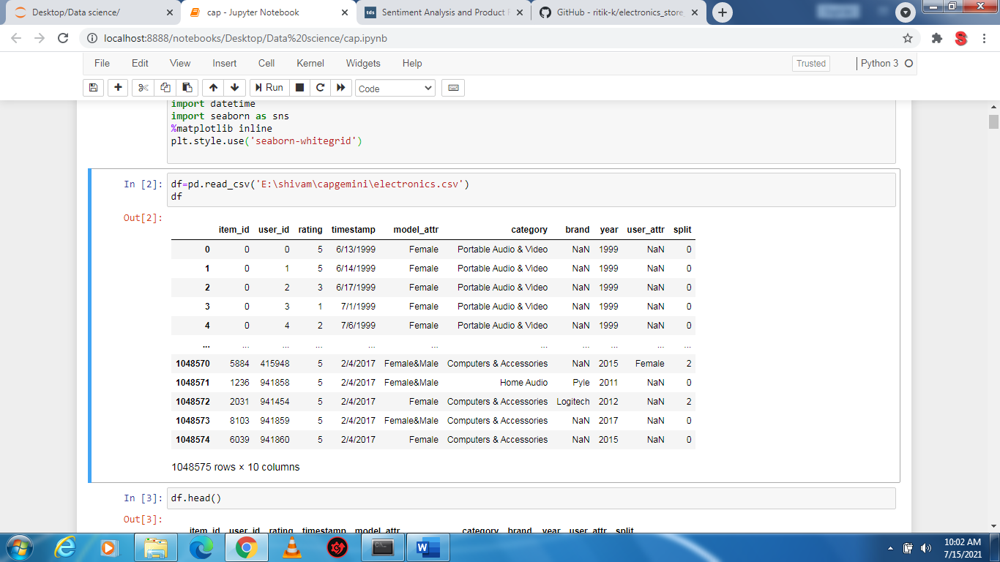 Desktop/Data science/
cap - Jupyter Notebook
tds Sentiment Analysis and Product
GitHub - ritik-k/electronics_store
localhost:8888/notebooks/Desktop/Data%20science/cap.ipynb
File Edit View Insert Cell Kernel Widgets Help Trusted Python 3
Run Code
import datetime
import seaborn as sns
%matplotlib inline
plt.style.use('seaborn-whitegrid')
In [2]: df=pd.read_csv('E:\shivam\capgemini\electronics.csv')
df
Out[2]:
item_id user_id rating timestamp model_attr category brand year user_attr split
0 0 0 5 6/13/1999 Female Portable Audio & Video NaN 1999 NaN 0
1 0 1 5 6/14/1999 Female Portable Audio & Video NaN 1999 NaN 0
2 0 2 3 6/17/1999 Female Portable Audio & Video NaN 1999 NaN 0
3 0 3 1 7/1/1999 Female Portable Audio & Video NaN 1999 NaN 0
4 0 4 2 7/6/1999 Female Portable Audio & Video NaN 1999 NaN 0
... ... ... ... ... ... ... ... ... ... ...
1048570 5884 415948 5 2/4/2017 Female&Male Computers & Accessories NaN 2015 Female 2
1048571 1236 941858 5 2/4/2017 Female&Male Home Audio Pyle 2011 NaN 0
1048572 2031 941454 5 2/4/2017 Female Computers & Accessories Logitech 2012 NaN 2
1048573 8103 941859 5 2/4/2017 Female&Male Computers & Accessories NaN 2017 NaN 0
1048574 6039 941860 5 2/4/2017 Female Computers & Accessories NaN 2015 NaN 0
1048575 rows × 10 columns
In [3]: df.head()
Out[3]:
item_id user_id rating timestamp model_attr category brand year user_attr split
10:02 AM
7/15/2021